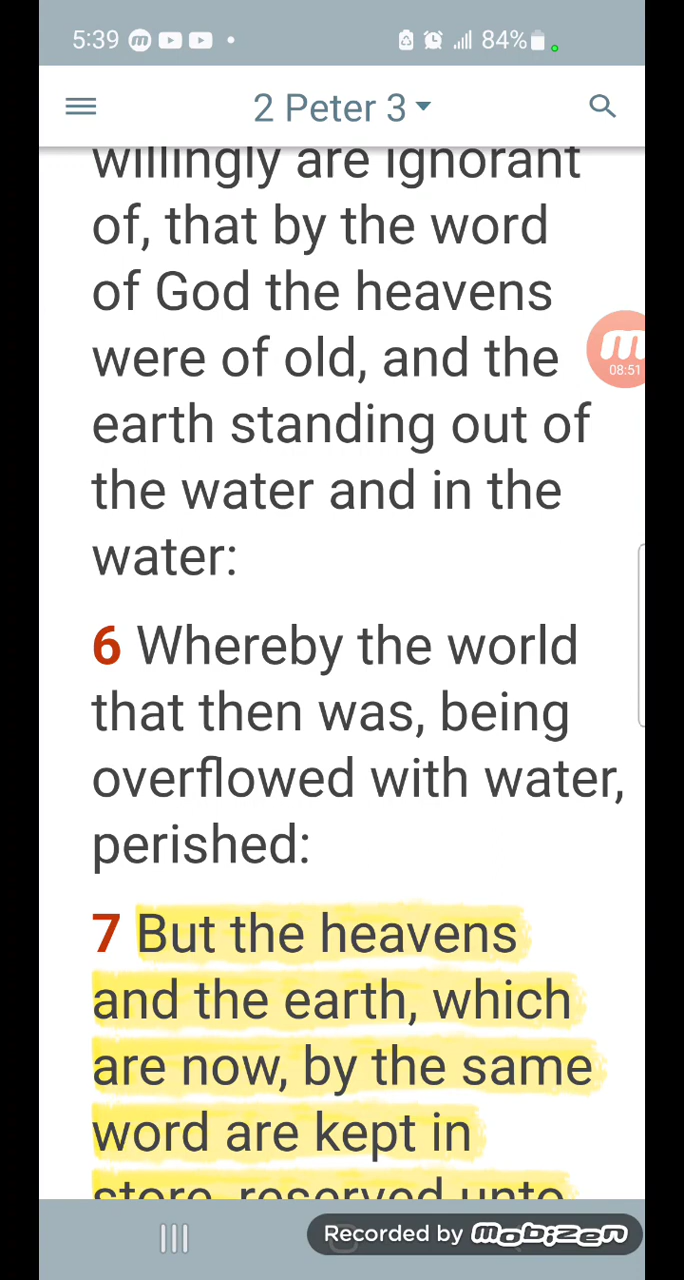 5:39 84%
2 Peter 3
willingly are ignorant
of, that by the word
of God the heavens
were of old, and the
earth standing out of
the water and in the
water:
08:51
6 Whereby the world
that then was, being
overflowed with water,
perished:
7 But the heavens
and the earth, which
are now, by the same
word are kept in
store, reserved unto
Recorded by mobizen